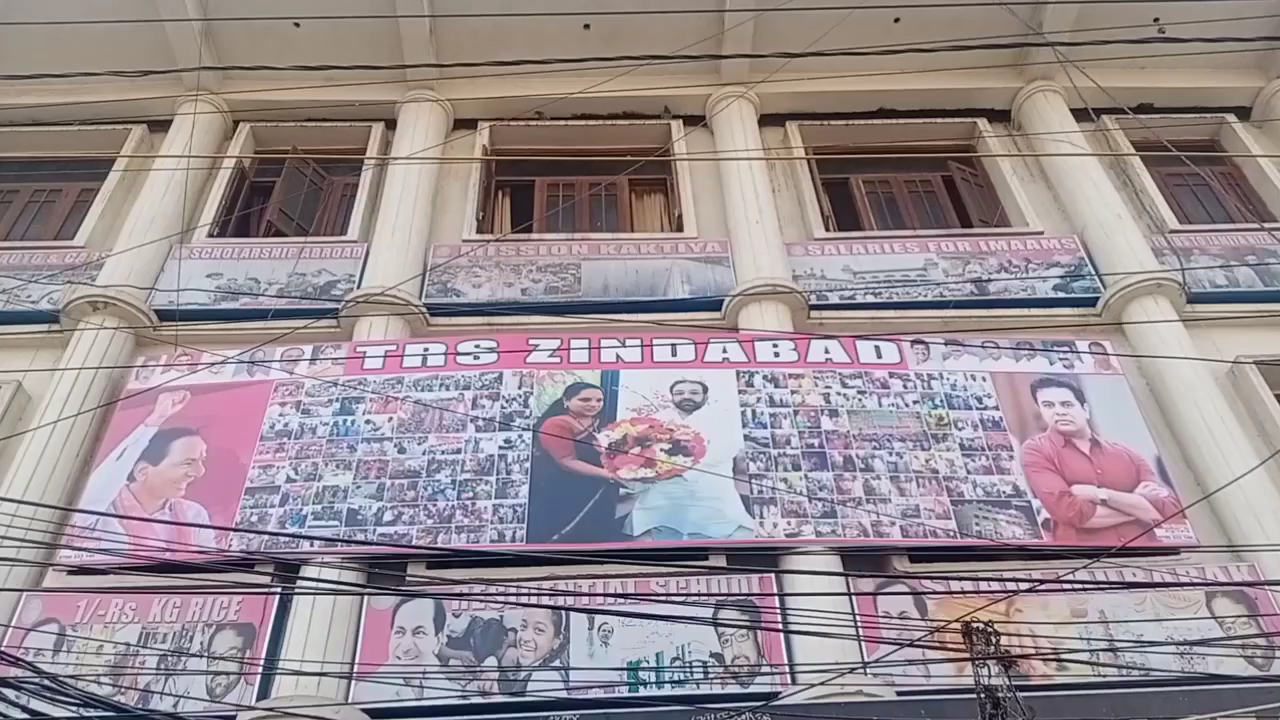 SCHOLARSHIP ABROAD
MISSION KAKTIYA
SALARIES FOR IMAAMS
TRS ZINDABAD
1/-Rs. KG RICE
RESIDENTIAL SCHOOL